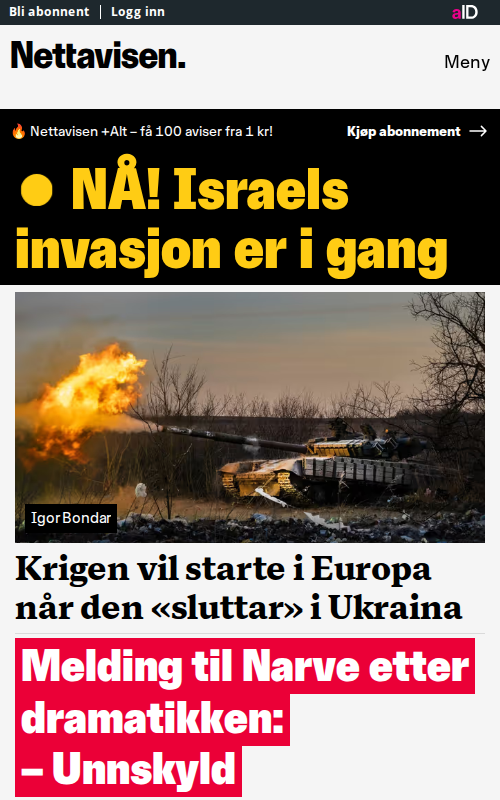 Bli abonnent | Logg inn
aID
Nettavisen.
Meny
🔥 Nettavisen +Alt – få 100 aviser fra 1 kr!
Kjøp abonnement →
● NÅ! Israels
invasjon er i gang
Igor Bondar
Krigen vil starte i Europa
når den «sluttar» i Ukraina
Melding til Narve etter
dramatikken:
– Unnskyld